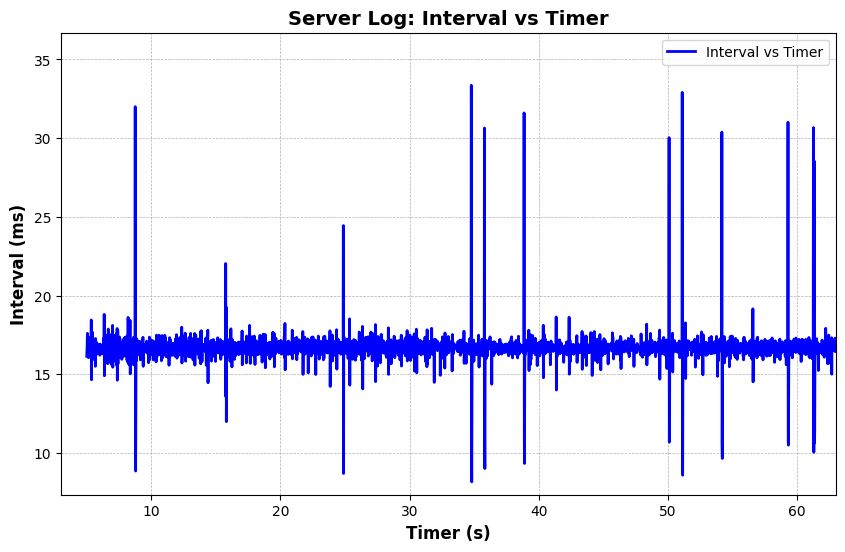 Server Log: Interval vs Timer
Interval vs Timer
35
30
25
20
15
10
Interval (ms)
10 20 30 40 50 60
Timer (s)